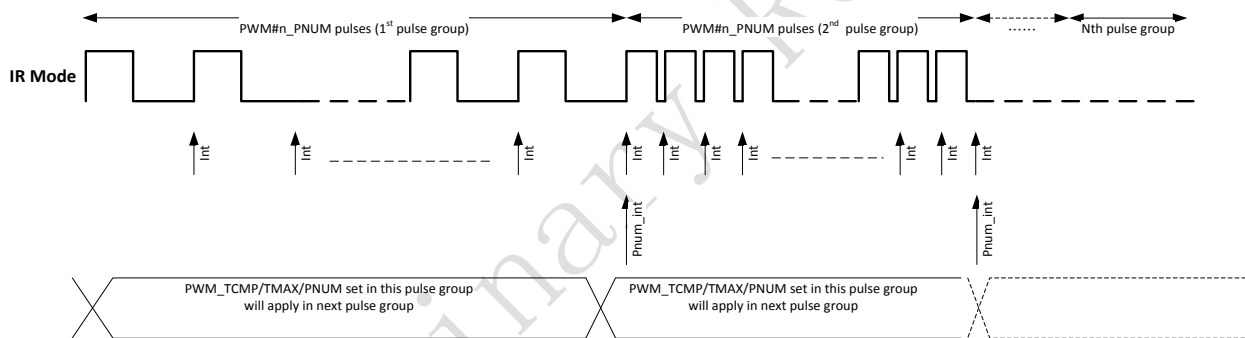 PWM#n_PNUM pulses (1st pulse group)
PWM#n_PNUM pulses (2nd pulse group)
......
Nth pulse group
IR Mode
Int
Int
Int
Int
Int
Int
Int
Int
Int
Int
Pnum_int
Pnum_int
PWM_TCMP/TMAX/PNUM set in this pulse group
will apply in next pulse group
PWM_TCMP/TMAX/PNUM set in this pulse group
will apply in next pulse group